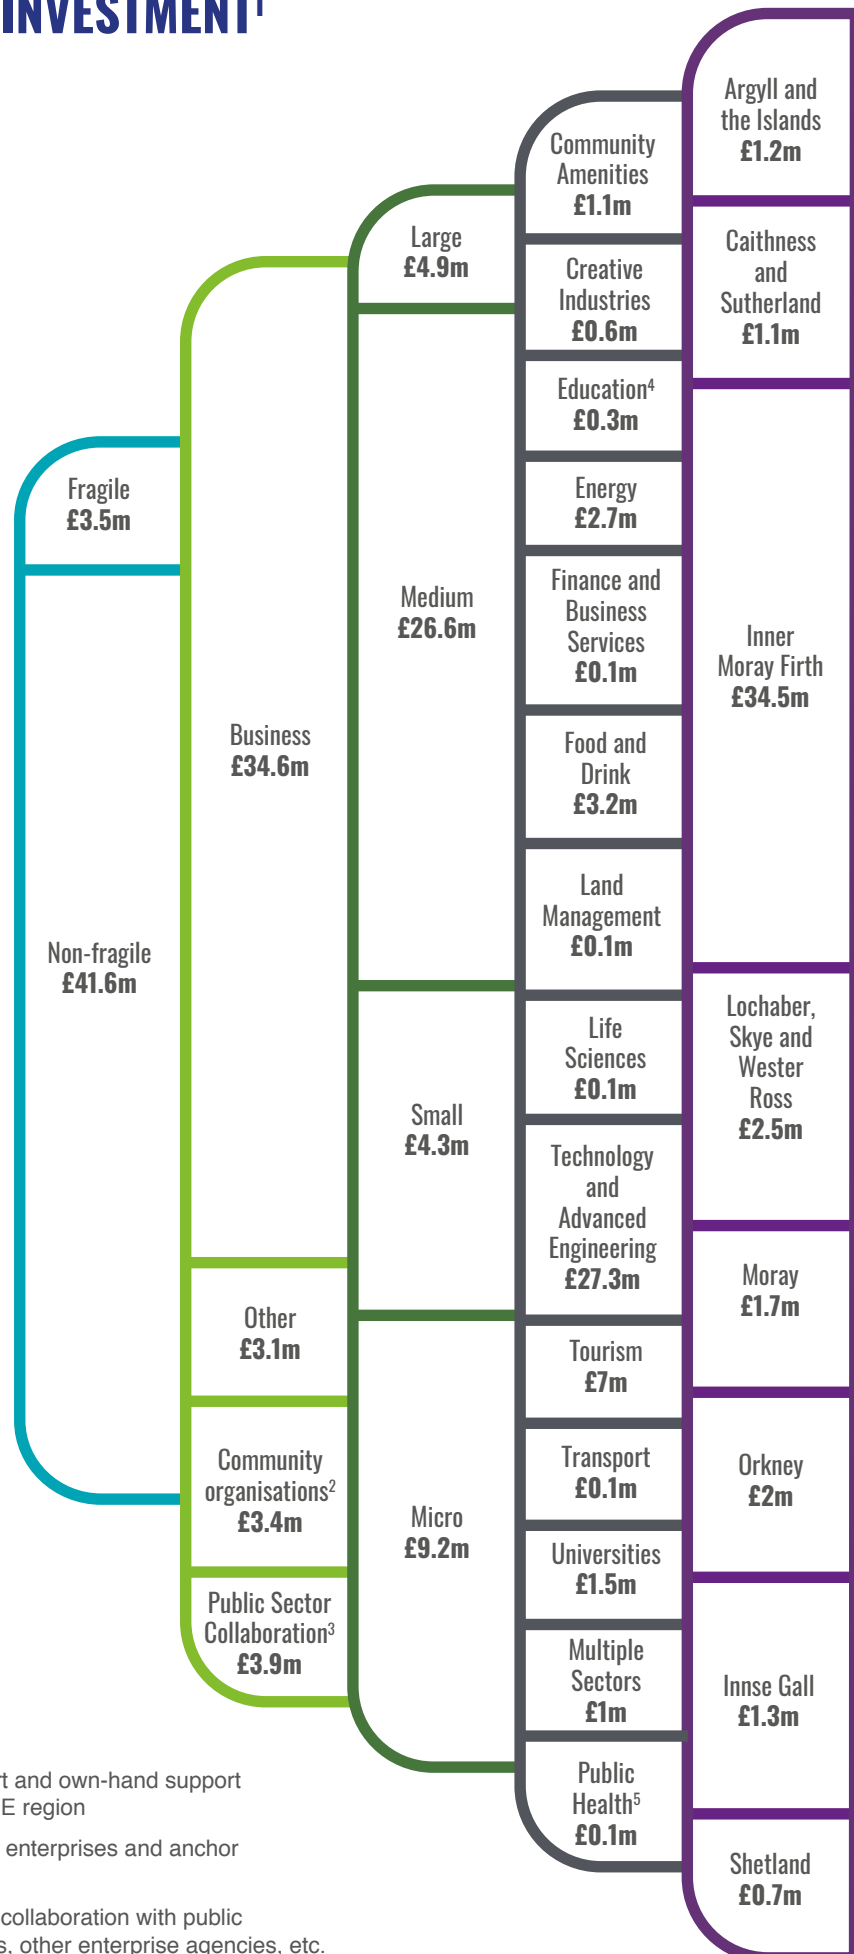 INVESTMENT¹
Fragile
£3.5m
Non-fragile
£41.6m
Business
£34.6m
Other
£3.1m
Community
organisations²
£3.4m
Public Sector
Collaboration³
£3.9m
Large
£4.9m
Medium
£26.6m
Small
£4.3m
Micro
£9.2m
Community
Amenities
£1.1m
Creative
Industries
£0.6m
Education⁴
£0.3m
Energy
£2.7m
Finance and
Business
Services
£0.1m
Food and
Drink
£3.2m
Land
Management
£0.1m
Life
Sciences
£0.1m
Technology
and
Advanced
Engineering
£27.3m
Tourism
£7m
Transport
£0.1m
Universities
£1.5m
Multiple
Sectors
£1m
Public
Health⁵
£0.1m
Argyll and
the Islands
£1.2m
Caithness
and
Sutherland
£1.1m
Inner
Moray Firth
£34.5m
Lochaber,
Skye and
Wester
Ross
£2.5m
Moray
£1.7m
Orkney
£2m
Innse Gall
£1.3m
Shetland
£0.7m
and own-hand support
E region
enterprises and anchor
collaboration with public
other enterprise agencies, etc.